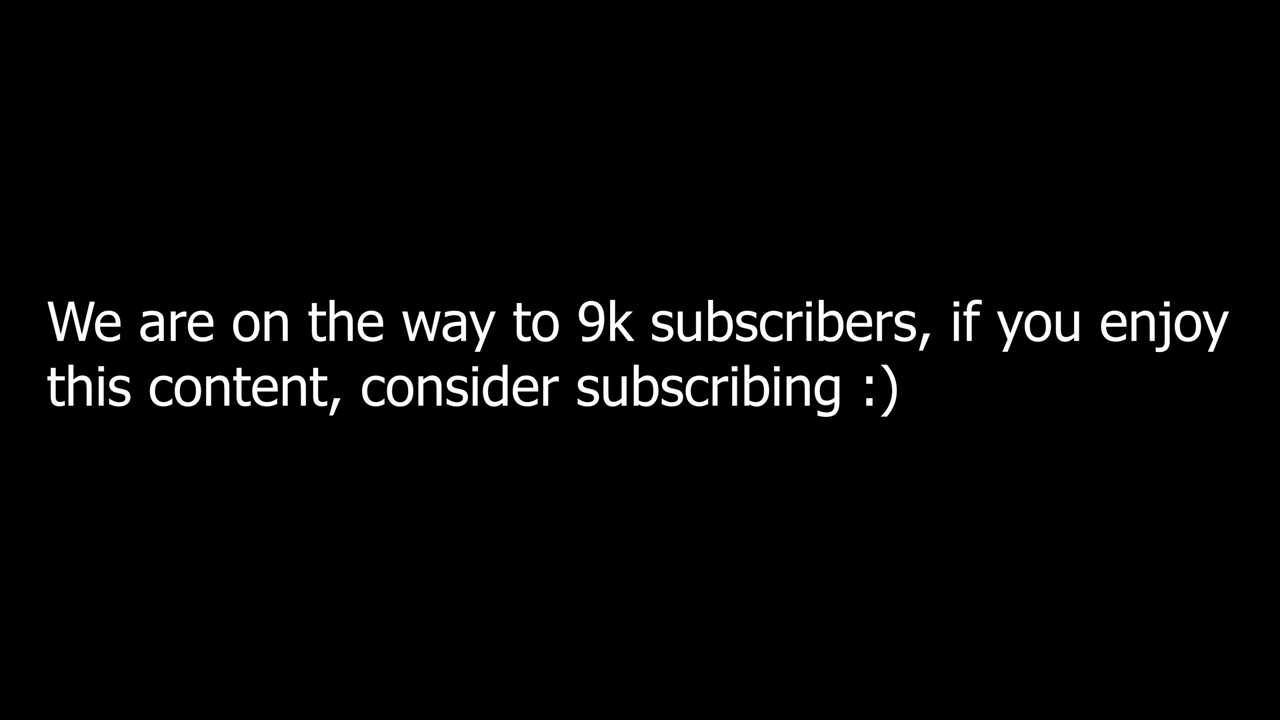 We are on the way to 9k subscribers, if you enjoy
this content, consider subscribing :)